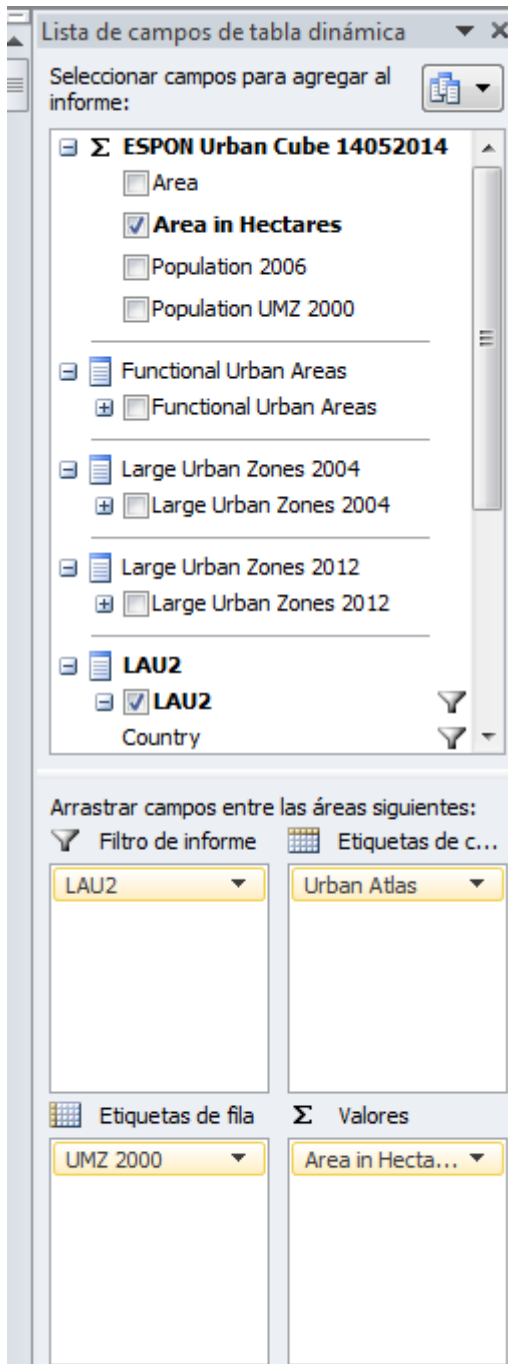 Lista de campos de tabla dinámica
Seleccionar campos para agregar al
informe:
Σ ESPON Urban Cube 14052014
Area
Area in Hectares
Population 2006
Population UMZ 2000
Functional Urban Areas
Functional Urban Areas
Large Urban Zones 2004
Large Urban Zones 2004
Large Urban Zones 2012
Large Urban Zones 2012
LAU2
LAU2
Country
Arrastrar campos entre las áreas siguientes:
Filtro de informe
Etiquetas de c...
LAU2
Urban Atlas
Etiquetas de fila
Σ Valores
UMZ 2000
Area in Hecta...